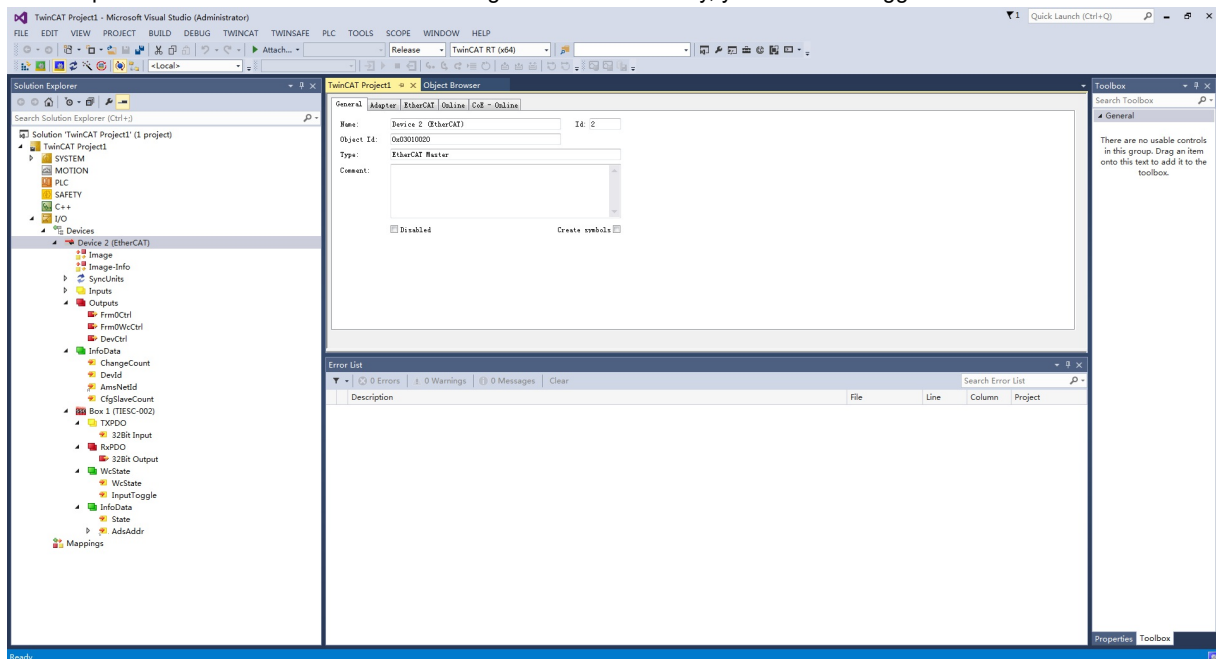 TwinCAT Project1 - Microsoft Visual Studio (Administrator)
1
Quick Launch (Ctrl+Q)
FILE EDIT VIEW PROJECT BUILD DEBUG TWINCAT TWINSAFE PLC TOOLS SCOPE WINDOW HELP
Attach...
Release
TwinCAT RT (x64)
<Local>
Solution Explorer
Search Solution Explorer (Ctrl+;)
Solution 'TwinCAT Project1' (1 project)
TwinCAT Project1
SYSTEM
MOTION
PLC
SAFETY
C++
I/O
Devices
Device 2 (EtherCAT)
Image
Image-Info
SyncUnits
Inputs
Outputs
Frm0Ctrl
Frm0WcCtrl
DevCtrl
InfoData
ChangeCount
DevId
AmsNetId
CfgSlaveCount
Box 1 (TIESC-002)
TXPDO
32Bit Input
RxPDO
32Bit Output
WcState
WcState
InputToggle
InfoData
State
AdsAddr
Mappings
TwinCAT Project1
Object Browser
General Adapter EtherCAT Online CoE - Online
Name: Device 2 (EtherCAT) Id: 2
Object Id: 0x03010020
Type: EtherCAT Master
Comment:
Disabled Create symbols
Error List
0 Errors 0 Warnings 0 Messages Clear
Search Error List
Description File Line Column Project
Toolbox
Search Toolbox
General
There are no usable controls
in this group. Drag an item
onto this text to add it to the
toolbox.
Properties Toolbox
Ready